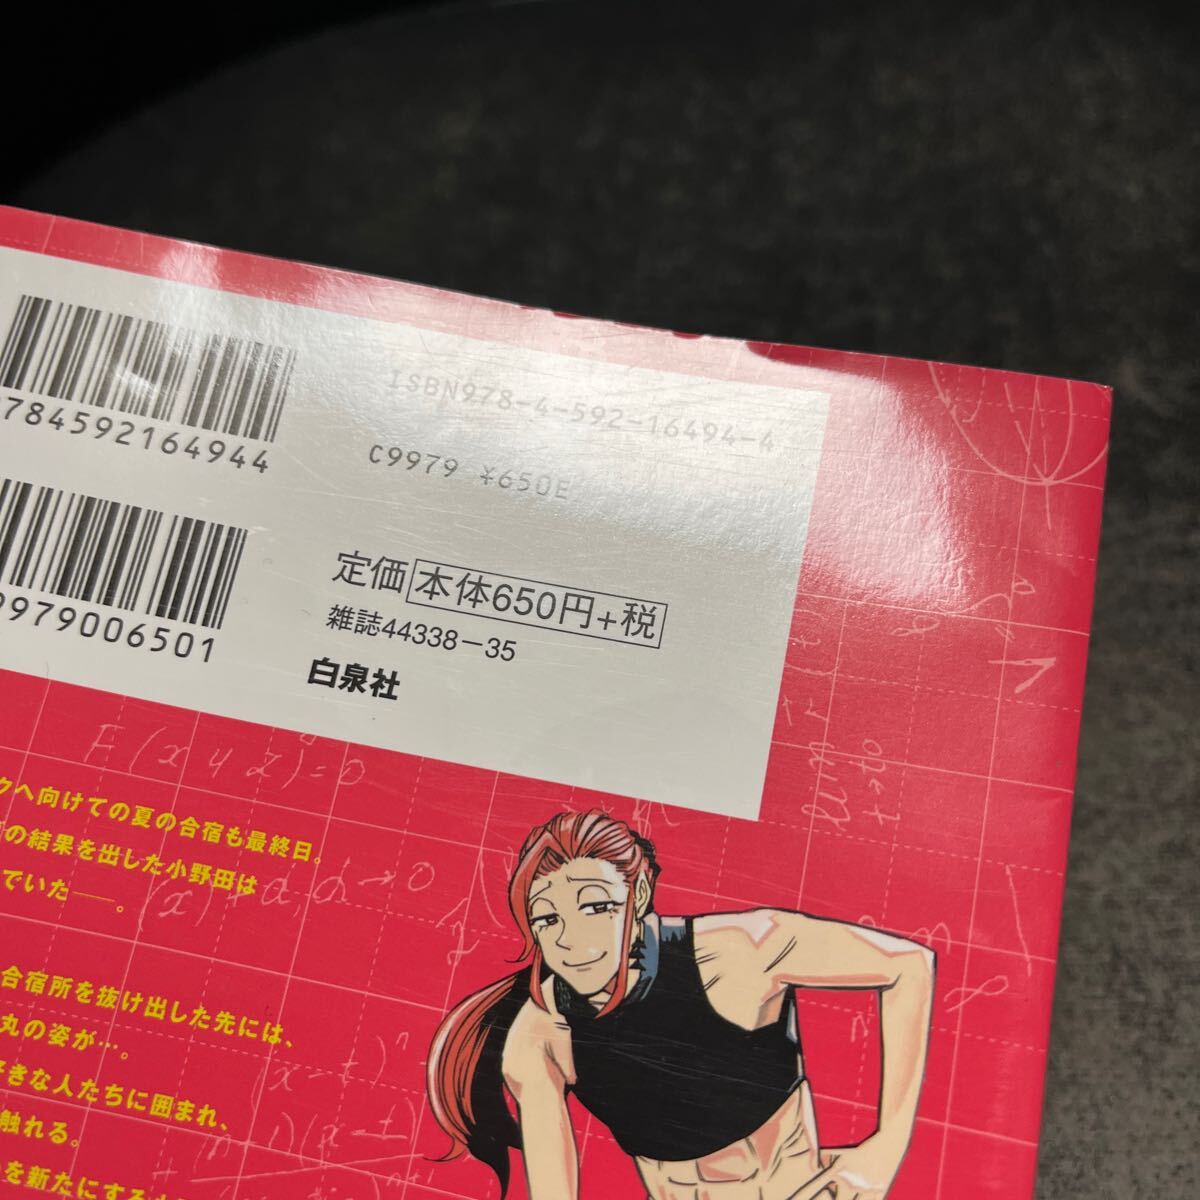 ISBN978-4-592-16494-4
C9979 ¥650E
784592164944
9979006501
定価 本体650円+税
雑誌44338-35
白泉社
F(x y z)=0
クへ向けての夏の合宿も最終日。
の結果を出した小野田は
でいた——。
合宿所を抜け出した先には、
丸の姿が…。
きな人たちに囲まれ、
触れる。
を新たにする